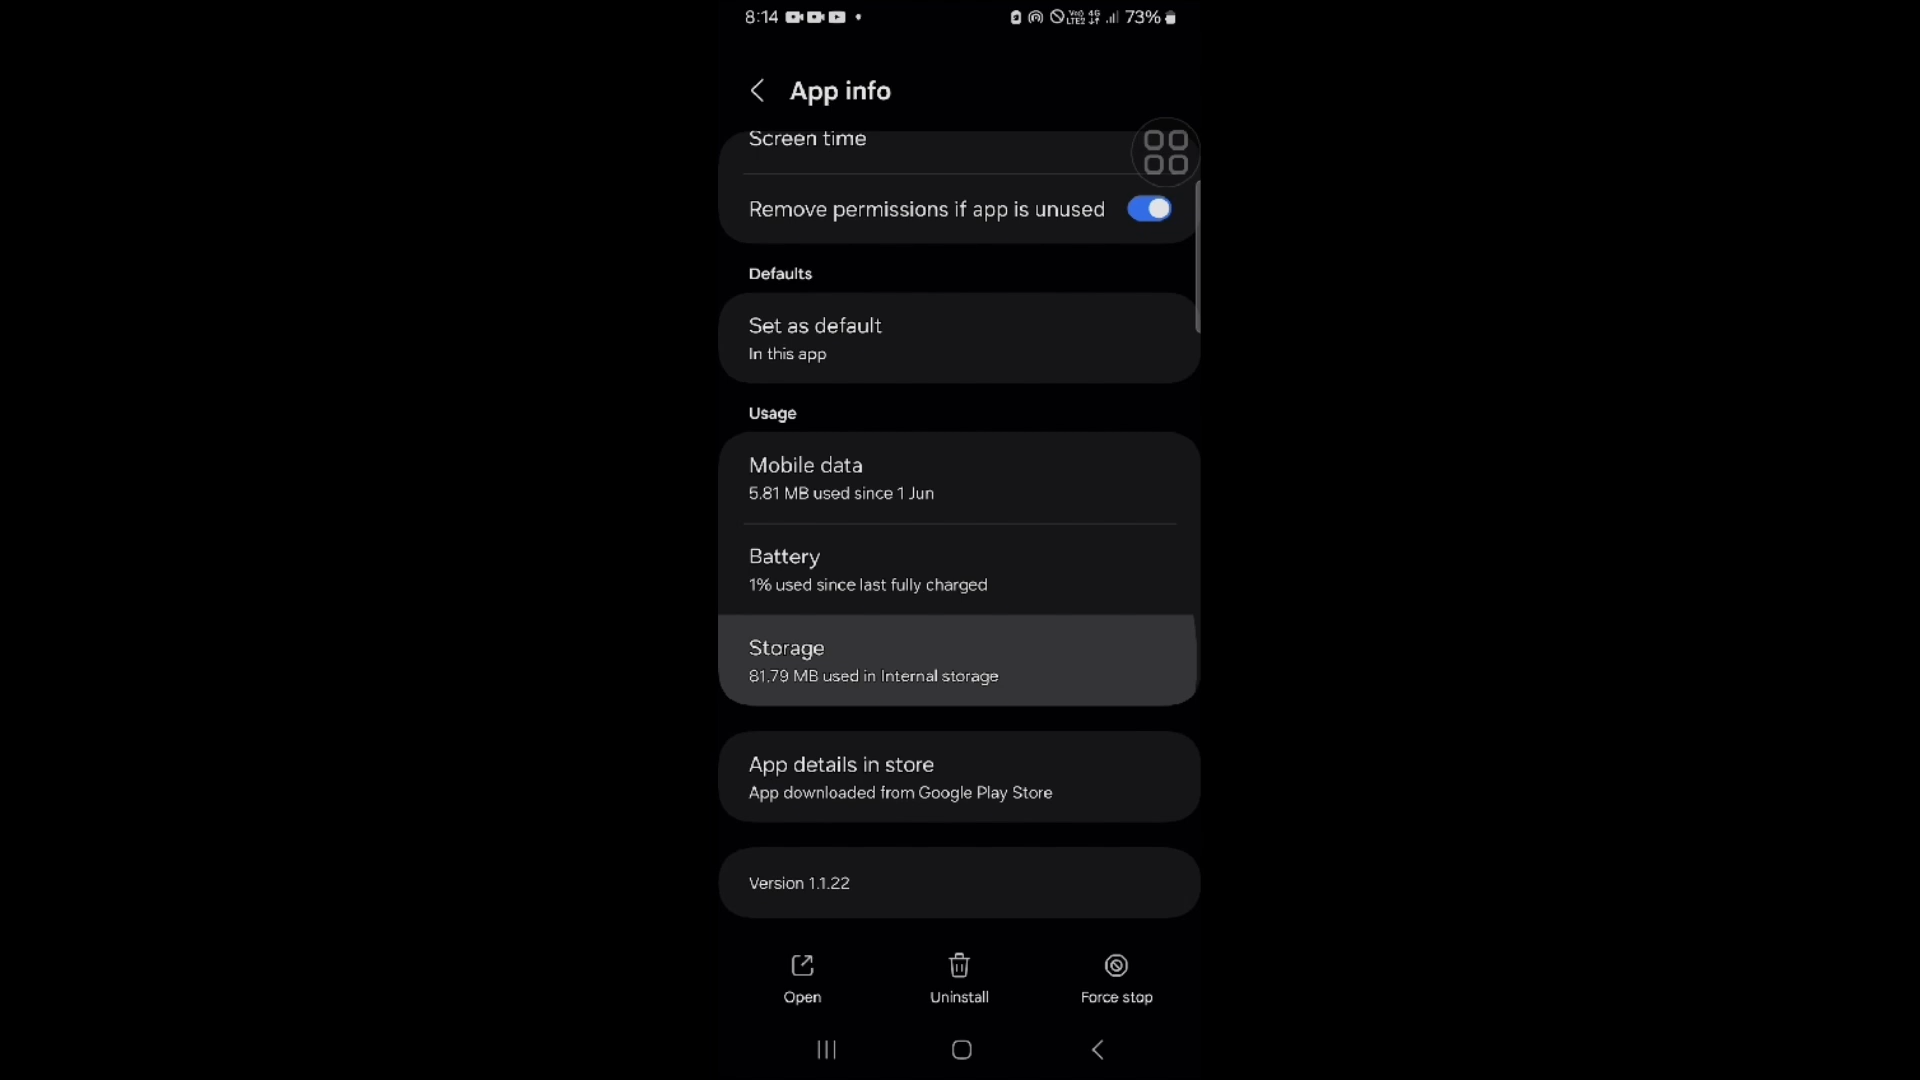 8:14
Vo)) 4G
LTE2
73%
App info
Screen time
Remove permissions if app is unused
Defaults
Set as default
In this app
Usage
Mobile data
5.81 MB used since 1 Jun
Battery
1% used since last fully charged
Storage
81.79 MB used in Internal storage
App details in store
App downloaded from Google Play Store
Version 1.1.22
Open
Uninstall
Force stop